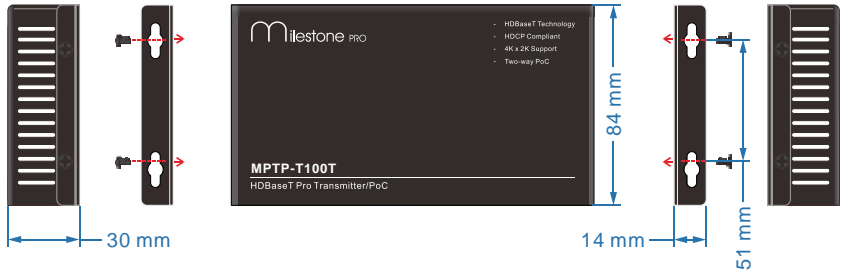 Milestone PRO
- HDBaseT Technology
- HDCP Compliant
- 4K x 2K Support
- Two-way PoC
84 mm
MPTP-T100T
HDBaseT Pro Transmitter/PoC
30 mm
14 mm
51 mm